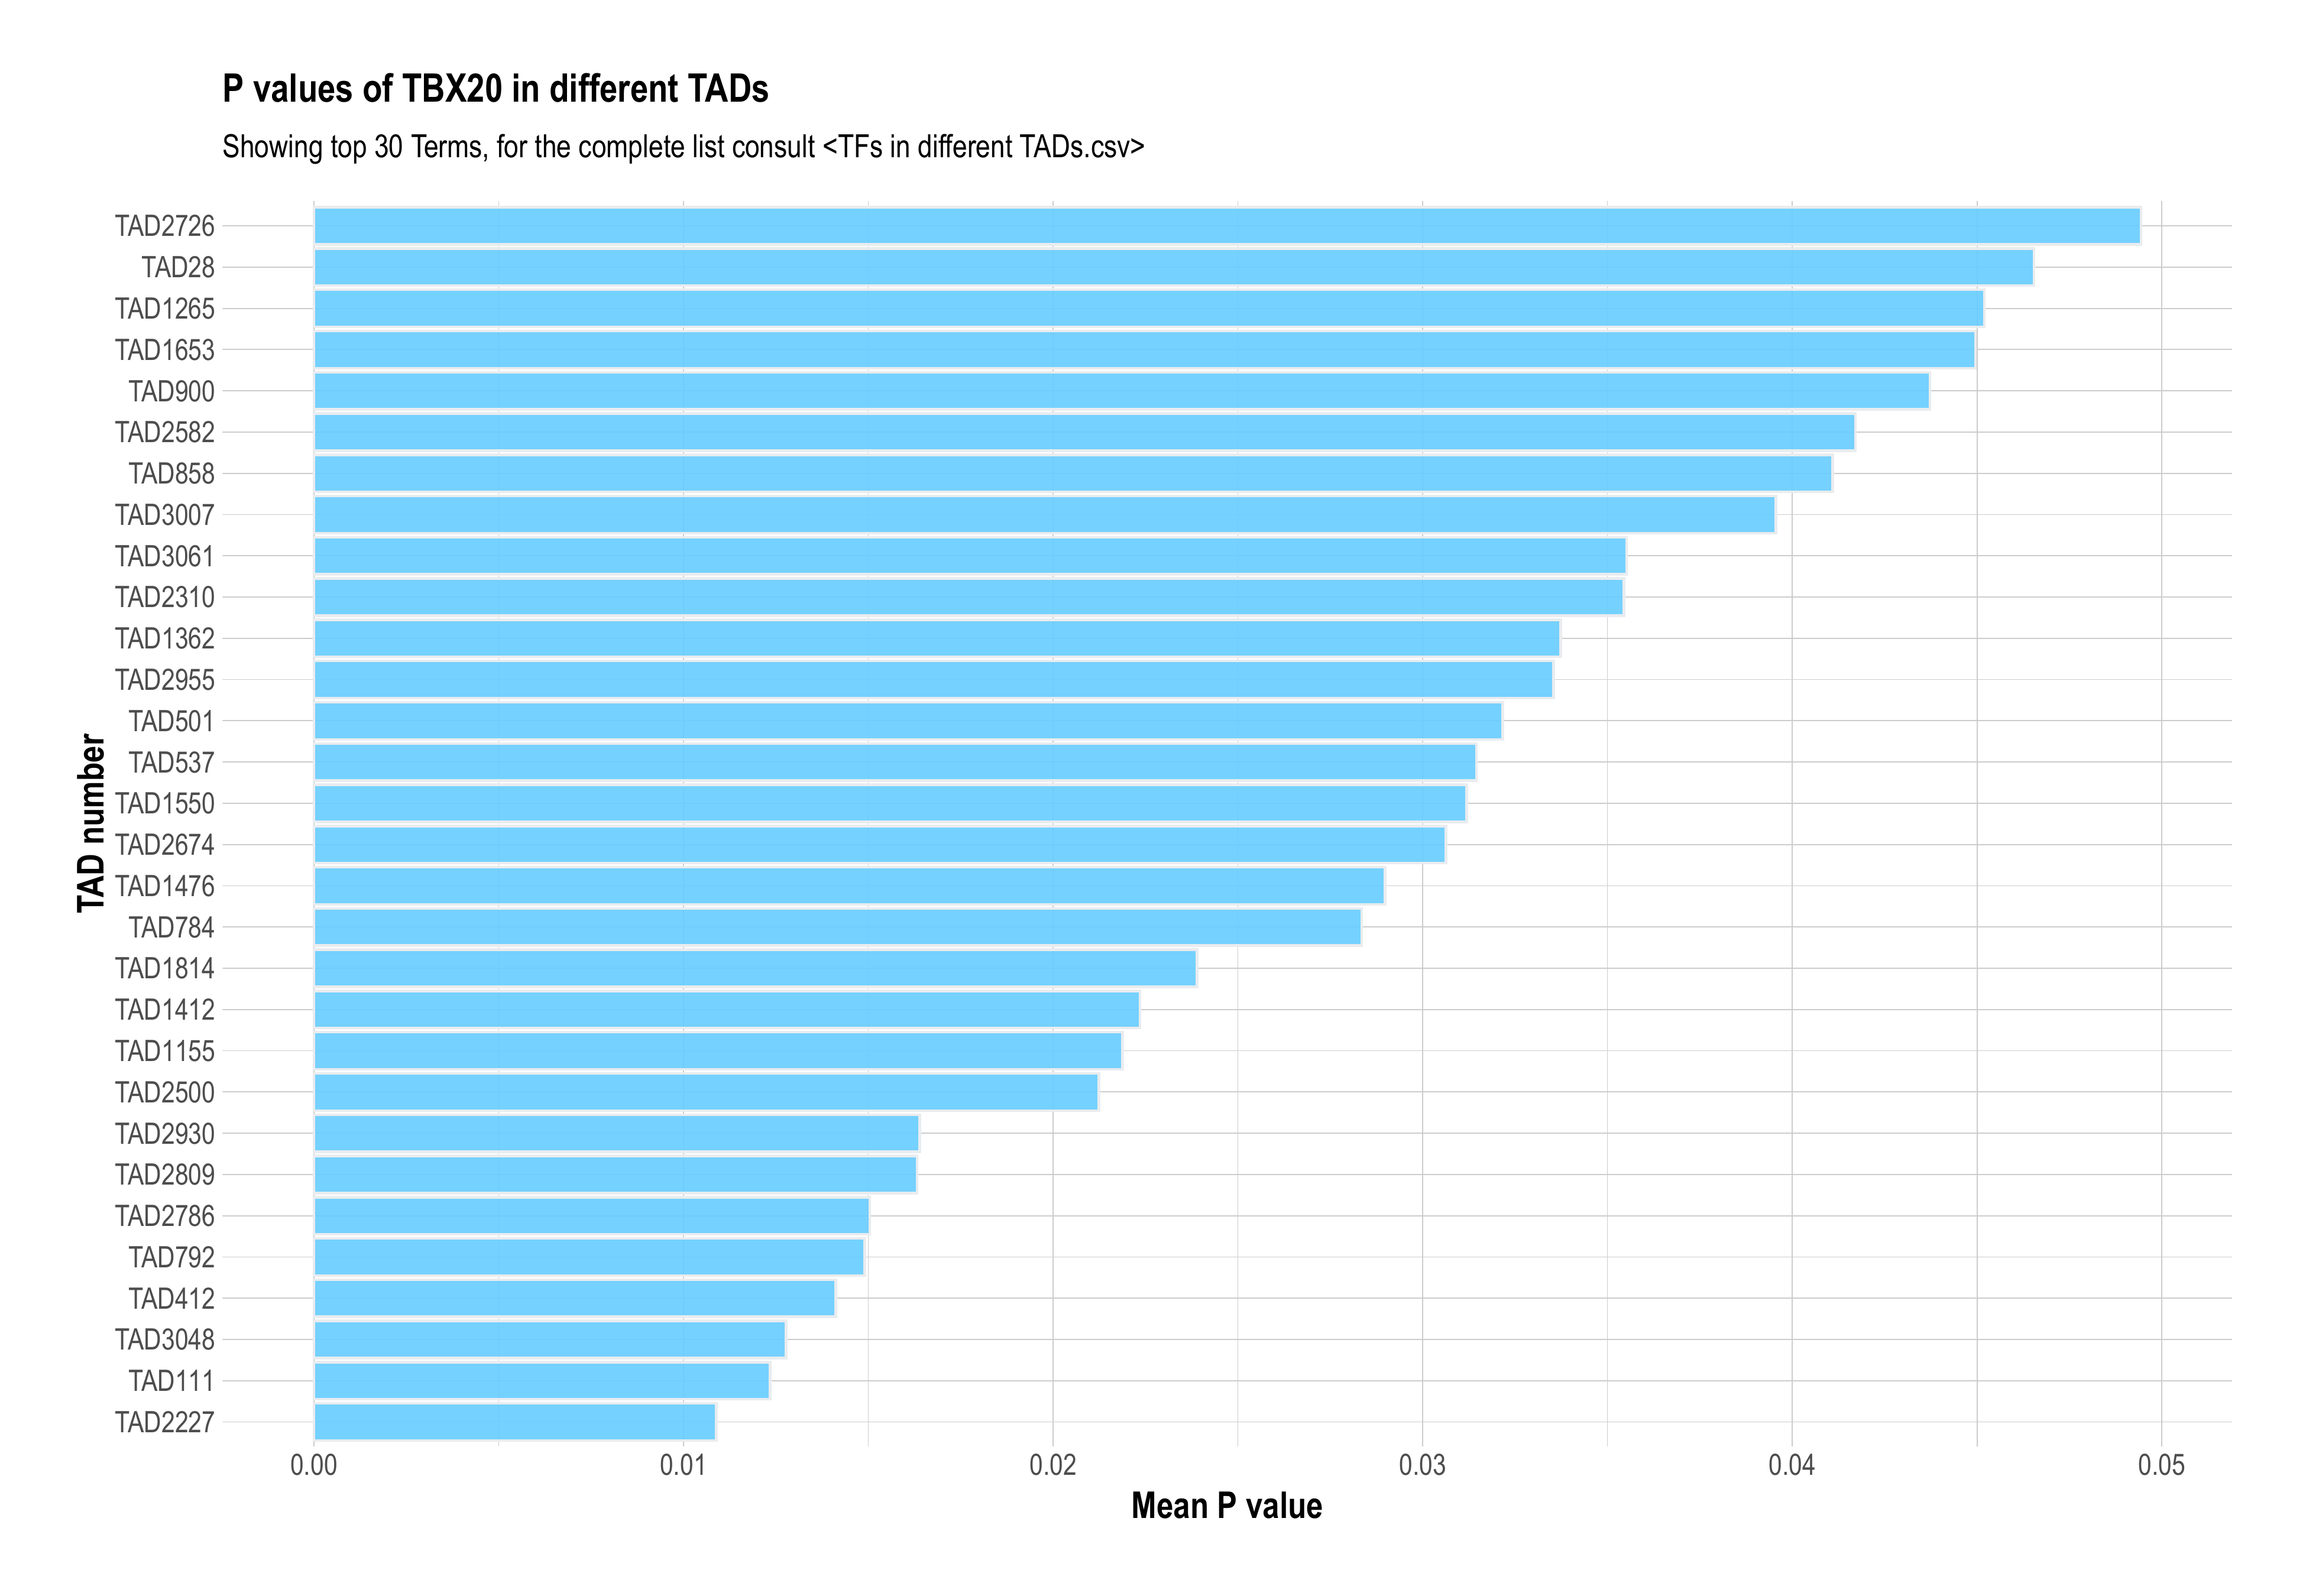 P values of TBX20 in different TADs
Showing top 30 Terms, for the complete list consult <TFs in different TADs.csv>
TAD number
TAD2726
TAD28
TAD1265
TAD1653
TAD900
TAD2582
TAD858
TAD3007
TAD3061
TAD2310
TAD1362
TAD2955
TAD501
TAD537
TAD1550
TAD2674
TAD1476
TAD784
TAD1814
TAD1412
TAD1155
TAD2500
TAD2930
TAD2809
TAD2786
TAD792
TAD412
TAD3048
TAD111
TAD2227
0.00 0.01 0.02 0.03 0.04 0.05
Mean P value